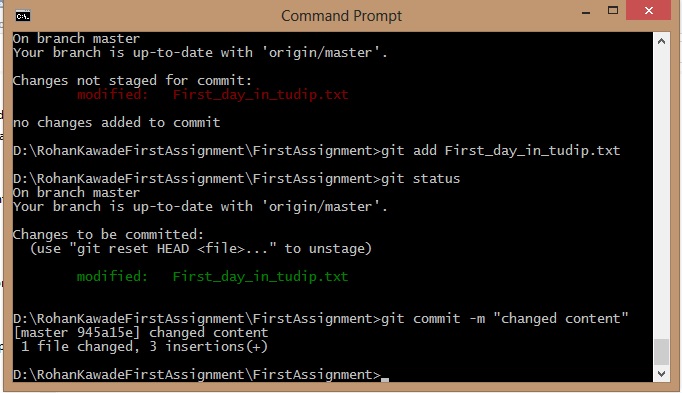 Command Prompt
On branch master
Your branch is up-to-date with 'origin/master'.
Changes not staged for commit:
modified:   First_day_in_tudip.txt
no changes added to commit
D:\RohanKawadeFirstAssignment\FirstAssignment>git add First_day_in_tudip.txt
D:\RohanKawadeFirstAssignment\FirstAssignment>git status
On branch master
Your branch is up-to-date with 'origin/master'.
Changes to be committed:
  (use "git reset HEAD <file>..." to unstage)
modified:   First_day_in_tudip.txt
D:\RohanKawadeFirstAssignment\FirstAssignment>git commit -m "changed content"
[master 945a15e] changed content
 1 file changed, 3 insertions(+)
D:\RohanKawadeFirstAssignment\FirstAssignment>